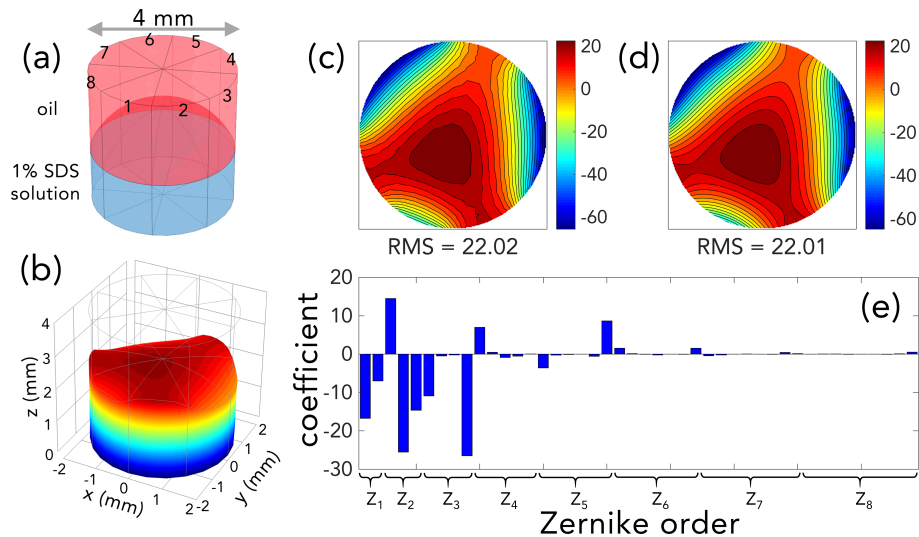 (a)
4 mm
1
2
3
4
5
6
7
8
oil
1% SDS
solution
(b)
z (mm)
4
3
2
1
0
-2
-1
0
1
2
x (mm)
-2
-1
0
1
2
y (mm)
(c)
20
0
-20
-40
-60
RMS = 22.02
(d)
20
0
-20
-40
-60
RMS = 22.01
(e)
coefficient
20
10
0
-10
-20
-30
Z1 Z2 Z3 Z4 Z5 Z6 Z7 Z8
Zernike order